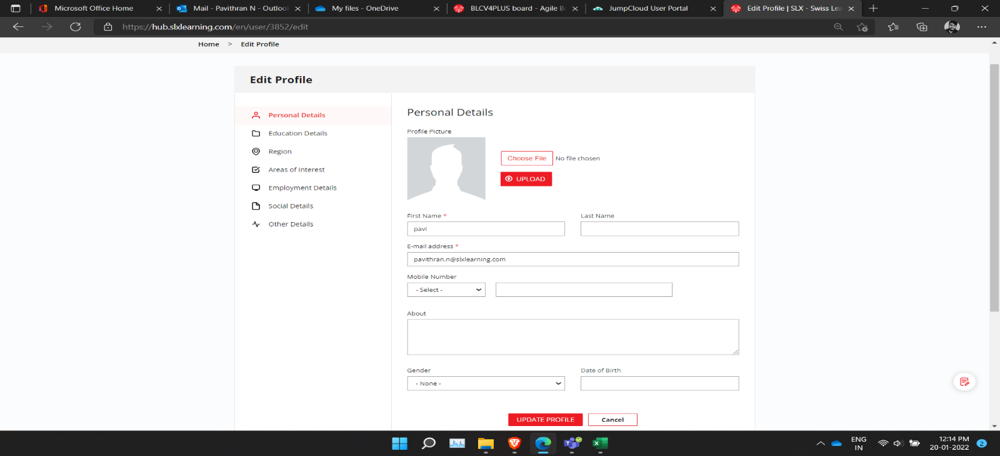 Microsoft Office Home
Mail - Pavithran N - Outloo
My files - OneDrive
BLCV4PLUS board - Agile B
JumpCloud User Portal
Edit Profile | SLX - Swiss Lea
https://hub.slxlearning.com/en/user/3852/edit
Home > Edit Profile
Edit Profile
Personal Details
Education Details
Region
Areas of Interest
Employment Details
Social Details
Other Details
Personal Details
Profile Picture
Choose File No file chosen
UPLOAD
First Name * Last Name
pavi
E-mail address *
pavithran.n@slxlearning.com
Mobile Number
- Select -
About
Gender Date of Birth
- None -
UPDATE PROFILE Cancel
ENG
IN
12:14 PM
20-01-2022
2